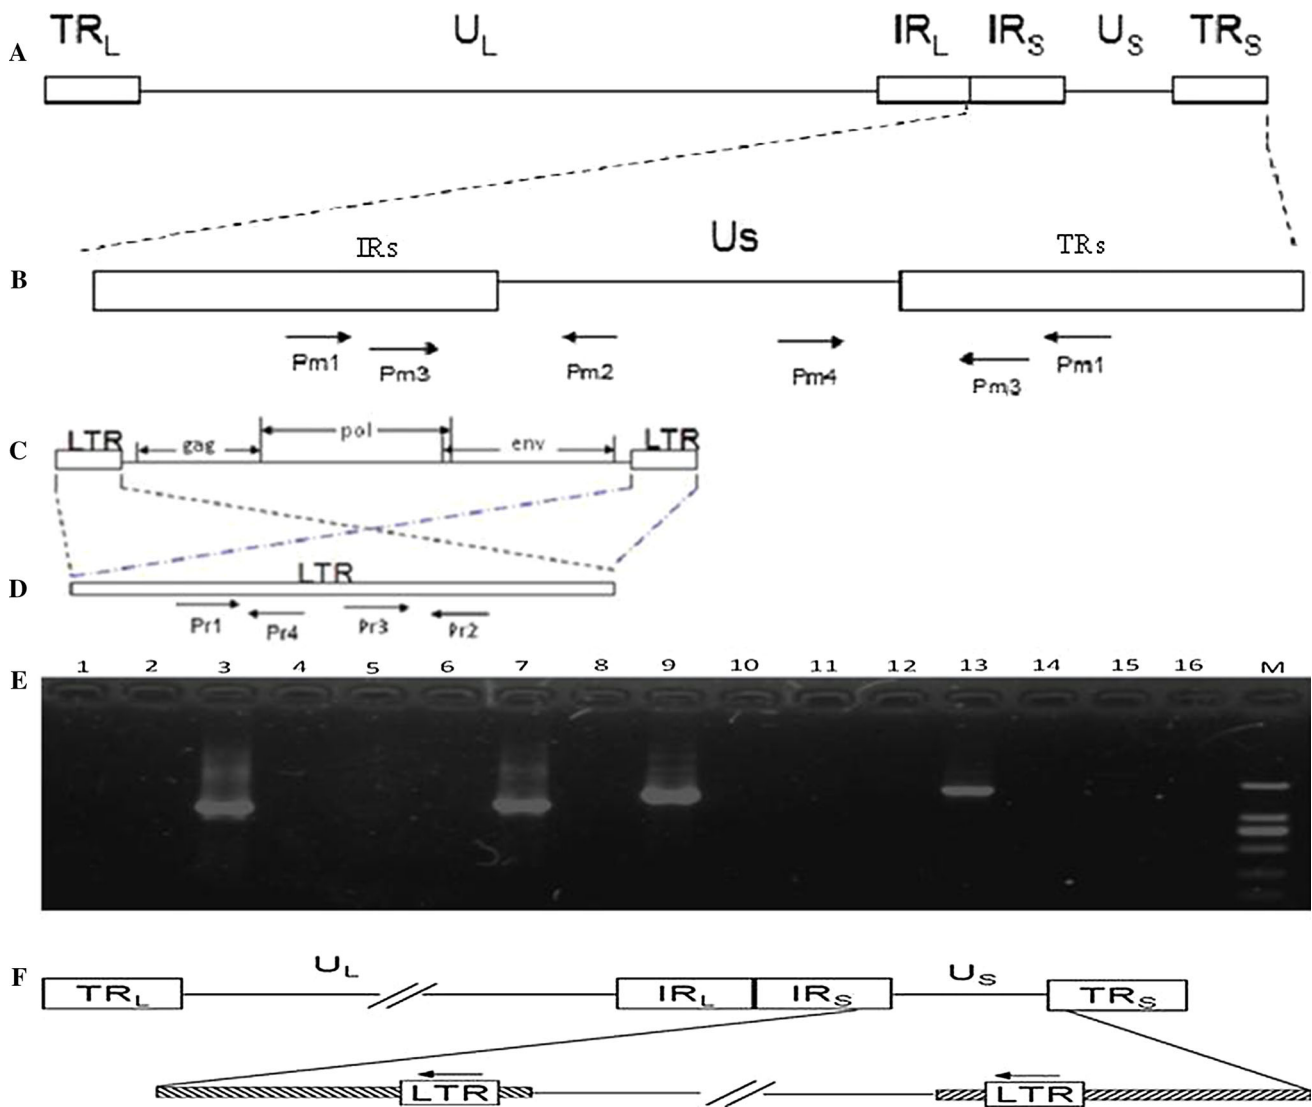 TRL UL IRL IRS US TRS
A
IRs Us TRs
B
Pm1 Pm3 Pm2 Pm4 Pm3 Pm1
C LTR gag pol env LTR
D LTR
Pr1 Pr4 Pr3 Pr2
1 2 3 4 5 6 7 8 9 10 11 12 13 14 15 16 M
E
F UL US
TRL IRL IRS TRS
LTR LTR